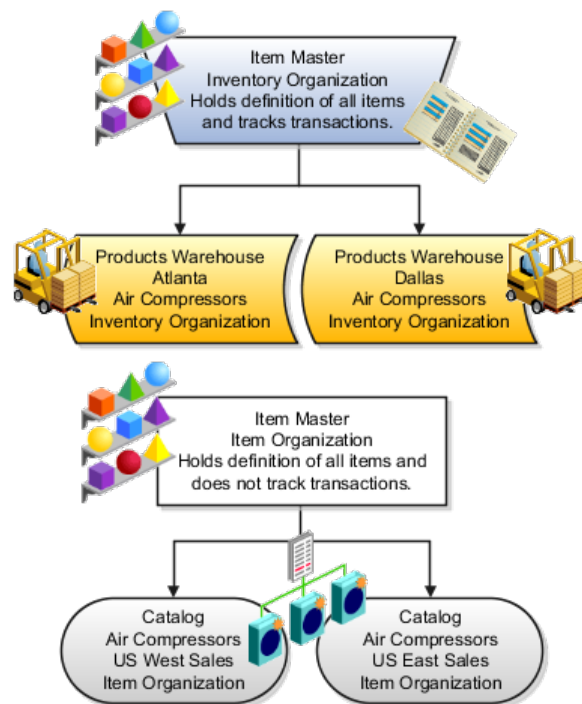 Item Master
Inventory Organization
Holds definition of all items
and tracks transactions.
Products Warehouse
Atlanta
Air Compressors
Inventory Organization
Products Warehouse
Dallas
Air Compressors
Inventory Organization
Item Master
Item Organization
Holds definition of all items and
does not track transactions.
Catalog
Air Compressors
US West Sales
Item Organization
Catalog
Air Compressors
US East Sales
Item Organization